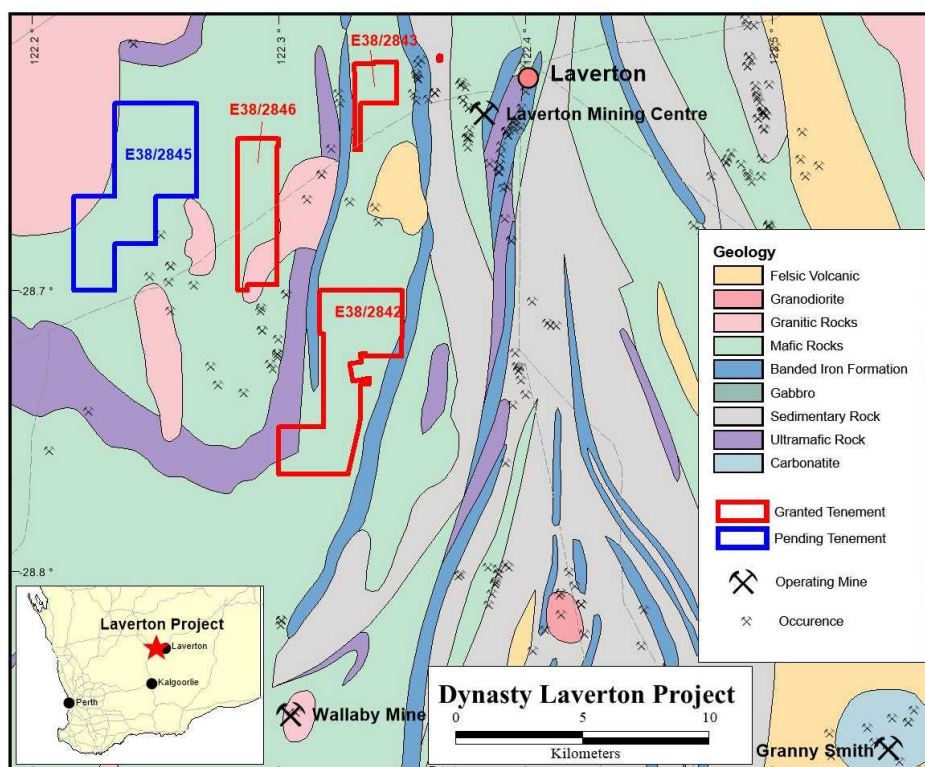 122.2 °
122.3 °
122.4 °
122.5 °
E38/2843
Laverton
E38/2846
Laverton Mining Centre
E38/2845
-28.7 °
E38/2842
Geology
Felsic Volcanic
Granodiorite
Granitic Rocks
Mafic Rocks
Banded Iron Formation
Gabbro
Sedimentary Rock
Ultramafic Rock
Carbonatite
Granted Tenement
Pending Tenement
Operating Mine
Occurence
-28.8 °
Laverton Project
Laverton
Kalgoorlie
Perth
Wallaby Mine
Dynasty Laverton Project
0 5 10
Kilometers
Granny Smith